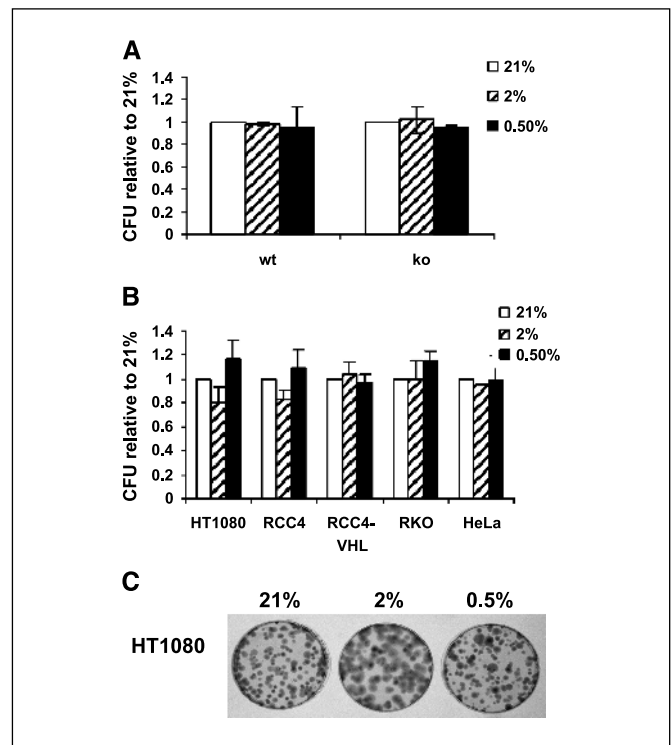 A
21%
2%
0.50%
CFU relative to 21%
1.4
1.2
1
0.8
0.6
0.4
0.2
0
wt ko
B
21%
2%
0.50%
CFU relative to 21%
1.4
1.2
1
0.8
0.6
0.4
0.2
0
HT1080 RCC4 RCC4-VHL RKO HeLa
C
21% 2% 0.5%
HT1080